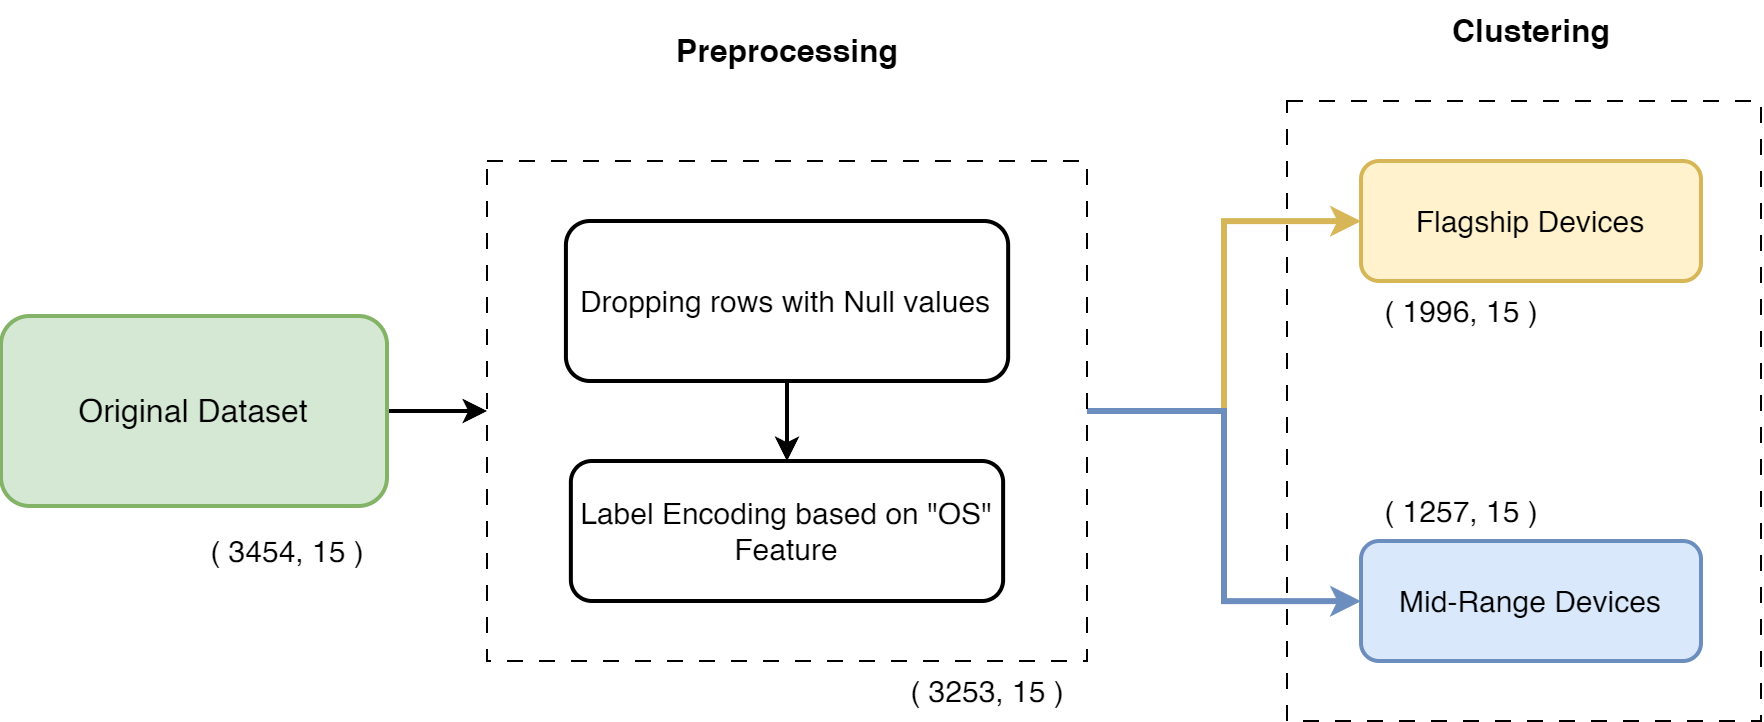 Preprocessing
Clustering
Original Dataset
( 3454, 15 )
Dropping rows with Null values
Label Encoding based on "OS"
Feature
( 3253, 15 )
Flagship Devices
( 1996, 15 )
( 1257, 15 )
Mid-Range Devices